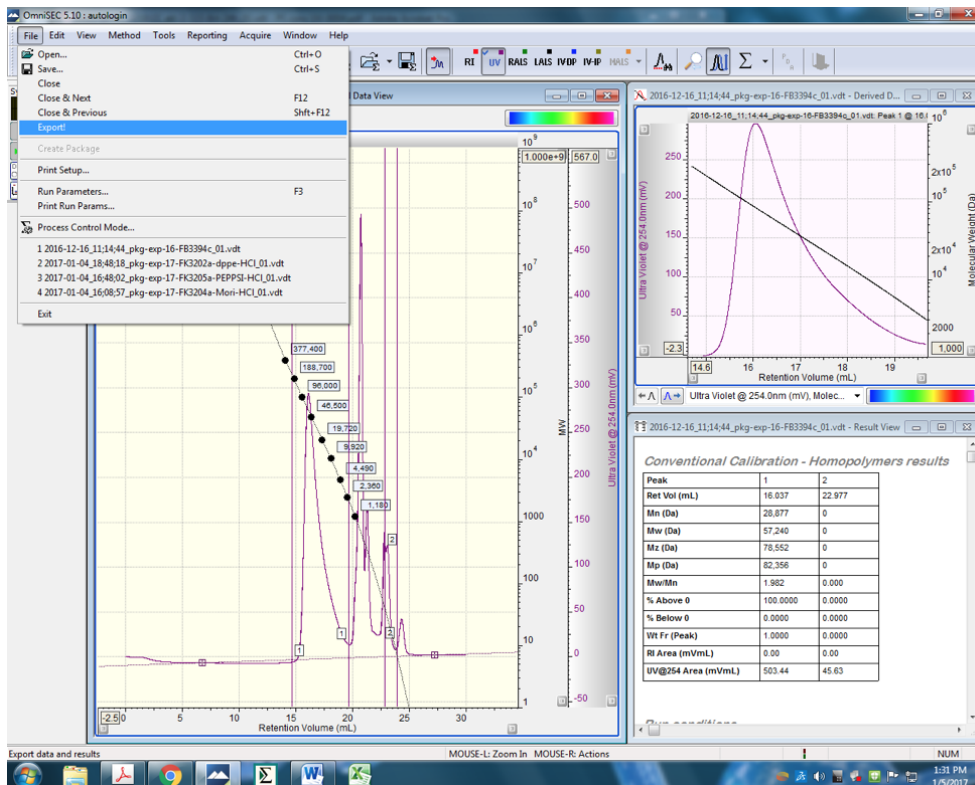 OmniSEC 5.10 : autologin
File Edit View Method Tools Reporting Acquire Window Help
Open... Ctrl+O
Save... Ctrl+S
Close
Close & Next F12
Close & Previous Shft+F12
Export!
Create Package
Print Setup...
Run Parameters... F3
Print Run Params...
Process Control Mode...
1 2016-12-16_11;14;44_pkg-exp-16-FB3394c_01.vdt
2 2017-01-04_18;48;18_pkg-exp-17-FK3202a-dppe-HCl_01.vdt
3 2017-01-04_16;48;02_pkg-exp-17-FK3205a-PEPPSI-HCl_01.vdt
4 2017-01-04_16;08;57_pkg-exp-17-FK3204a-Mori-HCl_01.vdt
Exit
RI UV RALS LALS IVDP IV-IP MALS
Data View
1.000e+9 567.0
10⁹
10⁸
10⁷
10⁶
10⁵
10⁴
1000
100
10
1
MW
500
450
400
350
300
250
200
150
100
50
0
-50
Ultra Violet @ 254.0nm (mV)
377,400
188,700
96,000
46,500
19,720
9,920
4,490
2,360
1,180
1
1
2
2
-2.50 5 10 15 20 25 30
Retention Volume (mL)
2016-12-16_11;14;44_pkg-exp-16-FB3394c_01.vdt - Derived D...
2016-12-16_11;14;44_pkg-exp-16-FB3394c_01.vdt: Peak 1 @ 16.
Ultra Violet @ 254.0nm (mV)
250
200
150
100
50
-2.3
10⁶
2x10⁵
10⁵
2x10⁴
10⁴
2000
1,000
Molecular Weight (Da)
14.6 16 17 18 19
Retention Volume (mL)
Ultra Violet @ 254.0nm (mV), Molec...
2016-12-16_11;14;44_pkg-exp-16-FB3394c_01.vdt - Result View
Conventional Calibration - Homopolymers results
Peak 1 2
Ret Vol (mL) 16.037 22.977
Mn (Da) 28,877 0
Mw (Da) 57,240 0
Mz (Da) 78,552 0
Mp (Da) 82,356 0
Mw/Mn 1.982 0.000
% Above 0 100.0000 0.0000
% Below 0 0.0000 0.0000
Wt Fr (Peak) 1.0000 0.0000
RI Area (mVmL) 0.00 0.00
UV@254 Area (mVmL) 503.44 45.63
Run conditions
Export data and results MOUSE-L: Zoom In MOUSE-R: Actions NUM
1:31 PM
1/5/2017